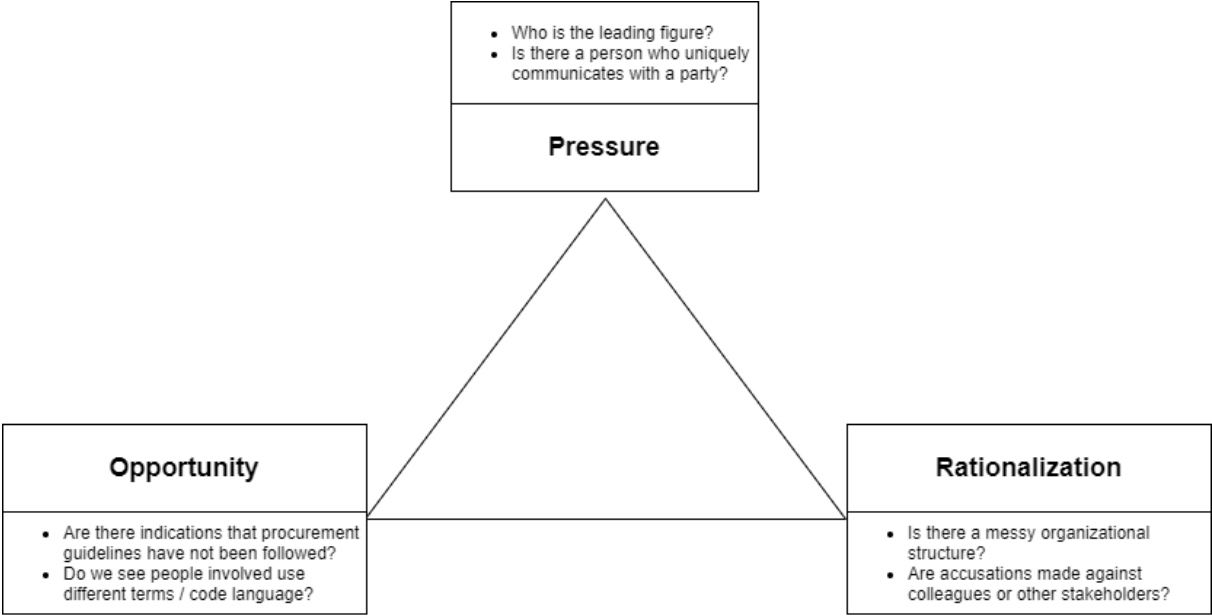 • Who is the leading figure?
• Is there a person who uniquely
communicates with a party?
Pressure
Opportunity
• Are there indications that procurement
guidelines have not been followed?
• Do we see people involved use
different terms / code language?
Rationalization
• Is there a messy organizational
structure?
• Are accusations made against
colleagues or other stakeholders?